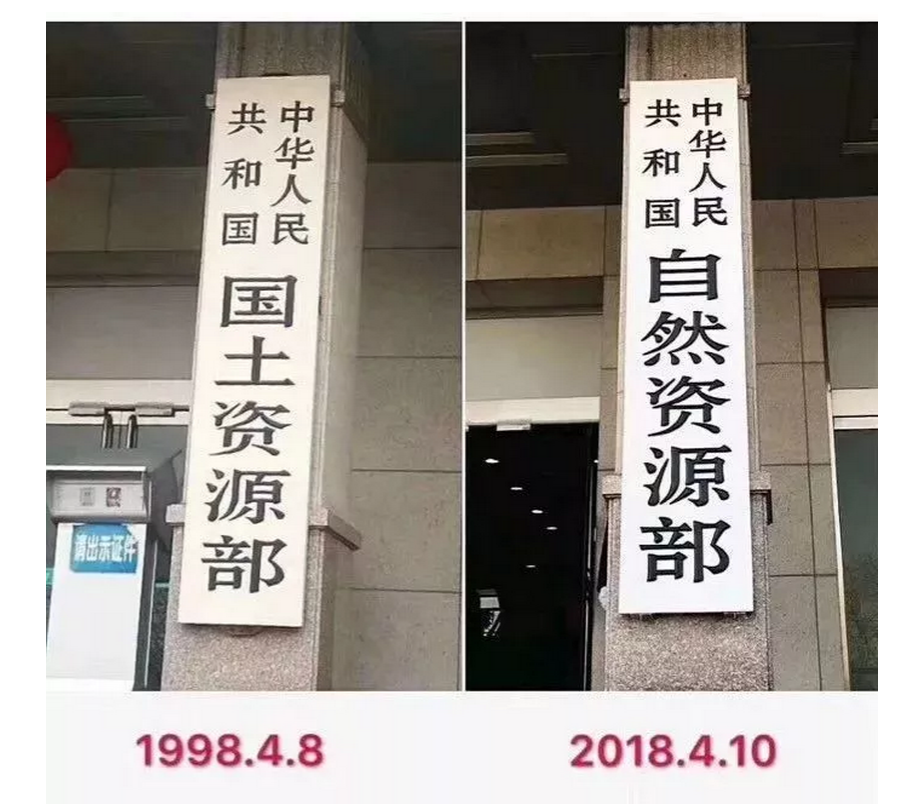 中华人民
共和国
国土资源部
请出示证件
中华人民
共和国
自然资源部
1998.4.8
2018.4.10